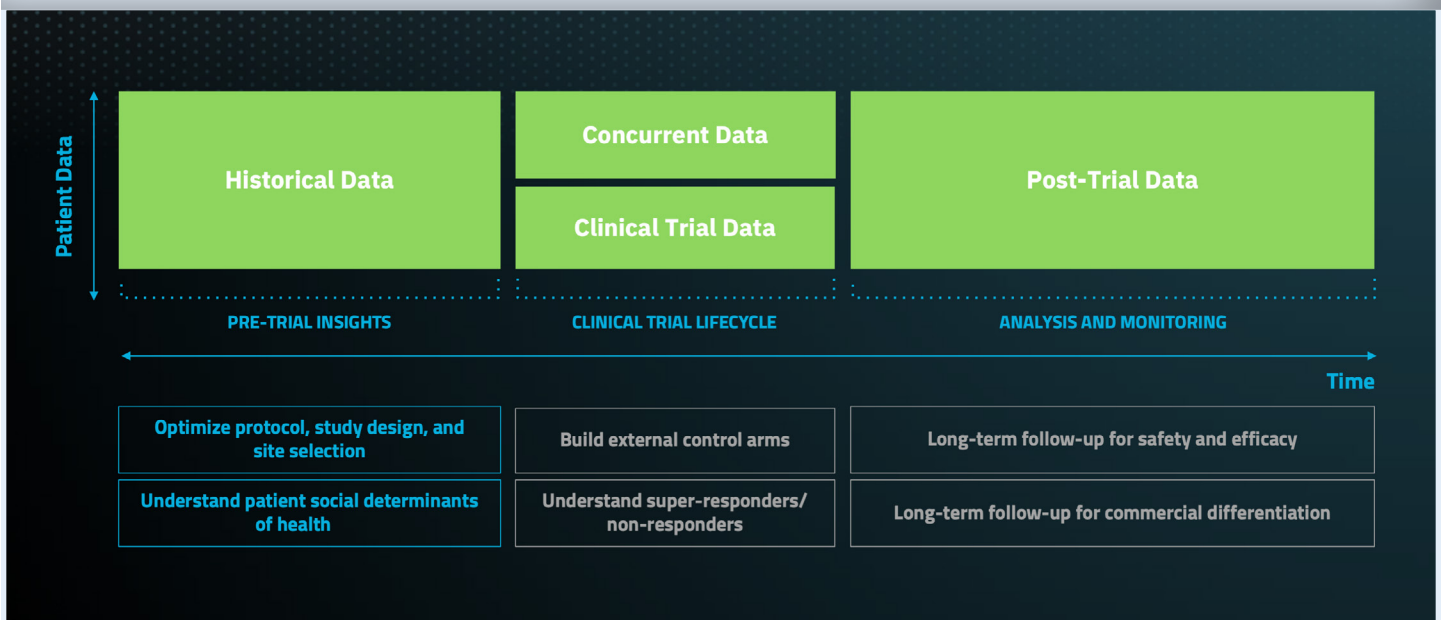 Patient Data
Historical Data
Concurrent Data
Clinical Trial Data
Post-Trial Data
PRE-TRIAL INSIGHTS
CLINICAL TRIAL LIFECYCLE
ANALYSIS AND MONITORING
Time
Optimize protocol, study design, and
site selection
Build external control arms
Long-term follow-up for safety and efficacy
Understand patient social determinants
of health
Understand super-responders/
non-responders
Long-term follow-up for commercial differentiation